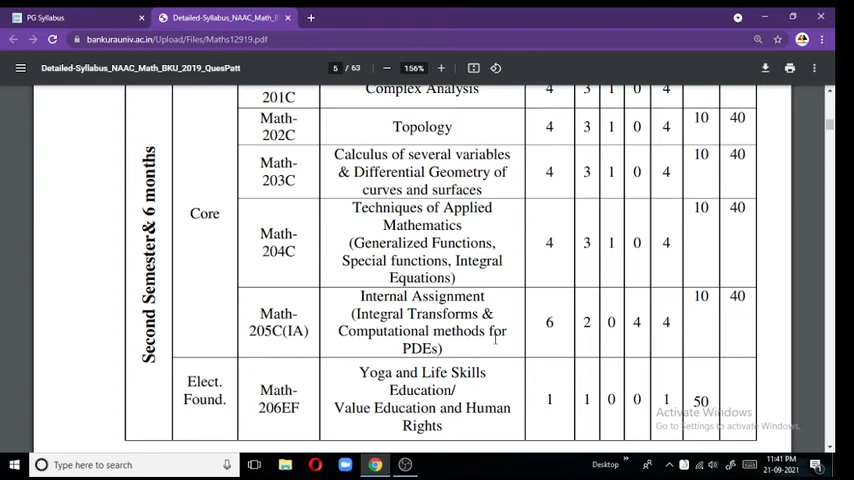 PG Syllabus
Detailed-Syllabus_NAAC_Math_B
bankurauniv.ac.in/Upload/Files/Maths12919.pdf
Detailed-Syllabus_NAAC_Math_BKU_2019_QuesPatt
5 / 63
156%
201C Complex Analysis 4 3 1 0 4
Math-
202C
Topology 4 3 1 0 4 10 40
Math-
203C
Calculus of several variables
& Differential Geometry of
curves and surfaces
4 3 1 0 4 10 40
Second Semester& 6 months
Core
Math-
204C
Techniques of Applied
Mathematics
(Generalized Functions,
Special functions, Integral
Equations)
4 3 1 0 4 10 40
Math-
205C(IA)
Internal Assignment
(Integral Transforms &
Computational methods for
PDEs)
6 2 0 4 4 10 40
Elect.
Found.
Math-
206EF
Yoga and Life Skills
Education/
Value Education and Human
Rights
1 1 0 0 1 50
Activate Windows
Go to Settings to activate Windows.
Type here to search
Desktop
11:41 PM
21-09-2021